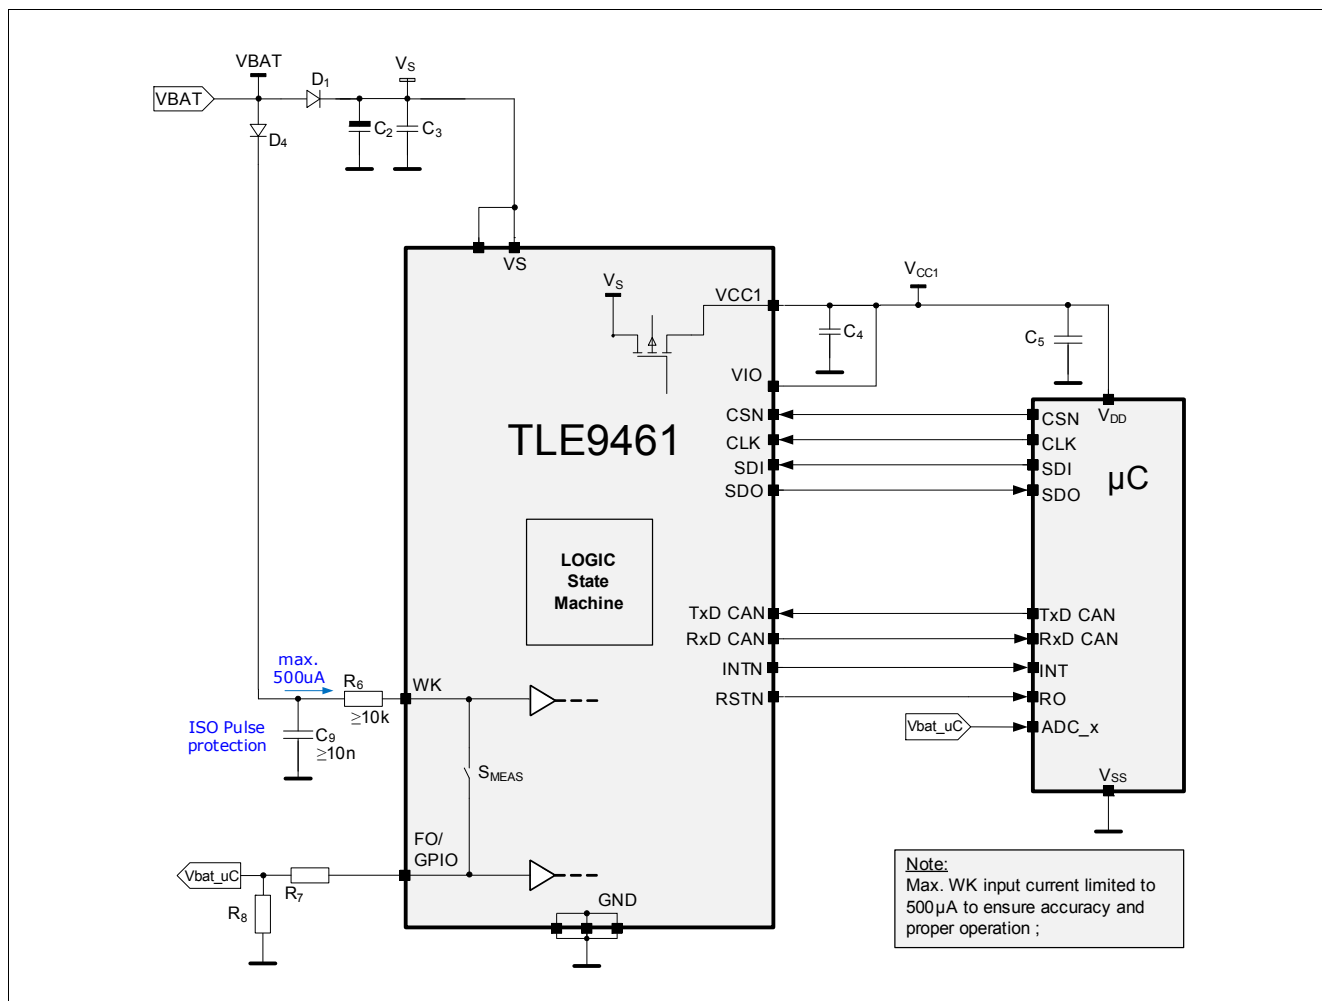 VBAT
VBAT
D1
VS
C2
C3
D4
VS
VS
VCC1
VCC1
C4
C5
VIO
CSN
CLK
SDI
SDO
TLE9461
VDD
CSN
CLK
SDI
SDO
µC
LOGIC
State
Machine
TxD CAN
RxD CAN
INTN
RSTN
TxD CAN
RxD CAN
INT
RO
ADC_x
Vbat_uC
VSS
max.
500uA
R6
≥10k
WK
ISO Pulse
protection
C9
≥10n
SMEAS
FO/
GPIO
Vbat_uC
R7
R8
GND
Note:
Max. WK input current limited to
500µA to ensure accuracy and
proper operation ;